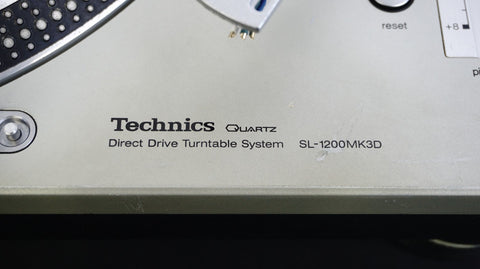 reset
+8
Technics QUARTZ
Direct Drive Turntable System SL-1200MK3D